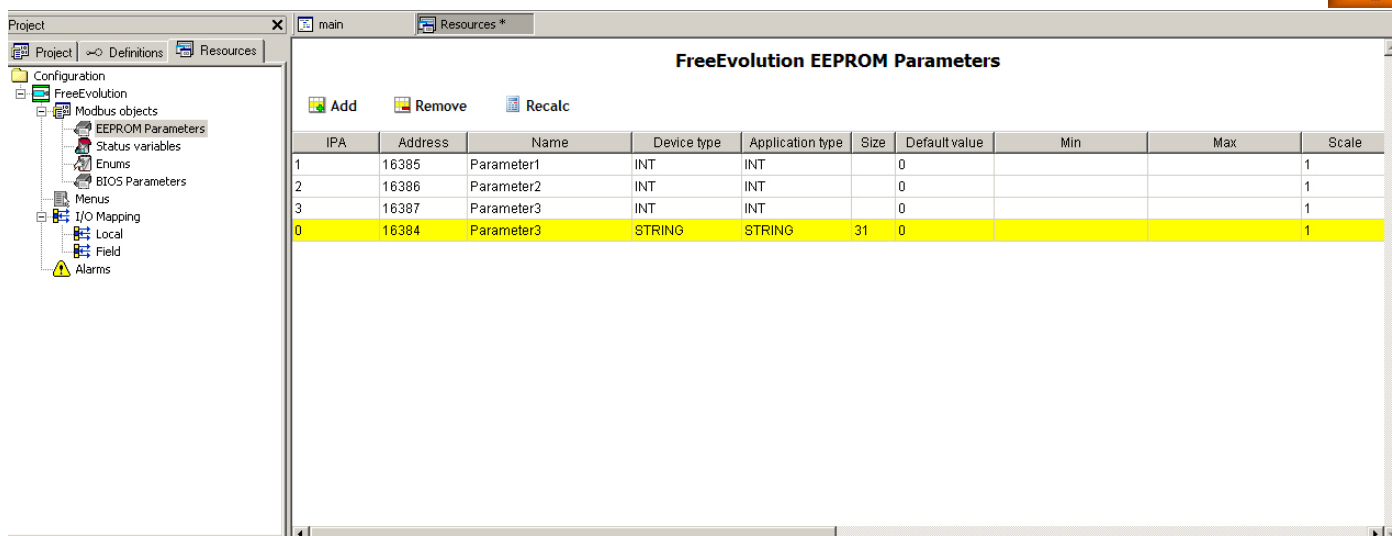 Project
main
Resources *
Project
Definitions
Resources
Configuration
FreeEvolution
Modbus objects
EEPROM Parameters
Status variables
Enums
BIOS Parameters
Menus
I/O Mapping
Local
Field
Alarms
FreeEvolution EEPROM Parameters
Add Remove Recalc
IPA Address Name Device type Application type Size Default value Min Max Scale
1 16385 Parameter1 INT INT 0 1
2 16386 Parameter2 INT INT 0 1
3 16387 Parameter3 INT INT 0 1
0 16384 Parameter3 STRING STRING 31 0 1